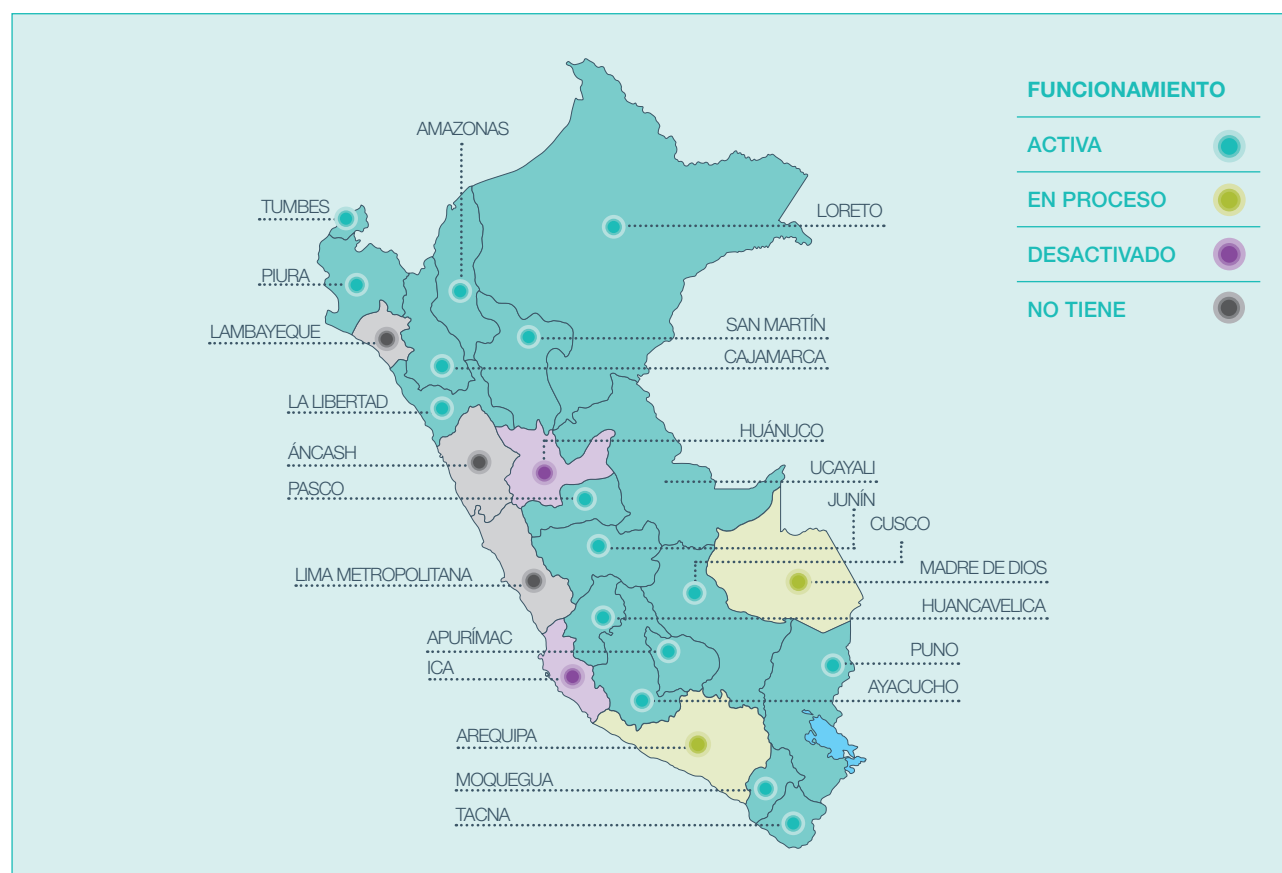 FUNCIONAMIENTO
ACTIVA
EN PROCESO
DESACTIVADO
NO TIENE
AMAZONAS
TUMBES
LORETO
PIURA
LAMBAYEQUE
SAN MARTÍN
CAJAMARCA
LA LIBERTAD
HUÁNUCO
ÁNCASH
UCAYALI
PASCO
JUNÍN
CUSCO
LIMA METROPOLITANA
MADRE DE DIOS
HUANCAVELICA
APURÍMAC
PUNO
ICA
AYACUCHO
AREQUIPA
MOQUEGUA
TACNA